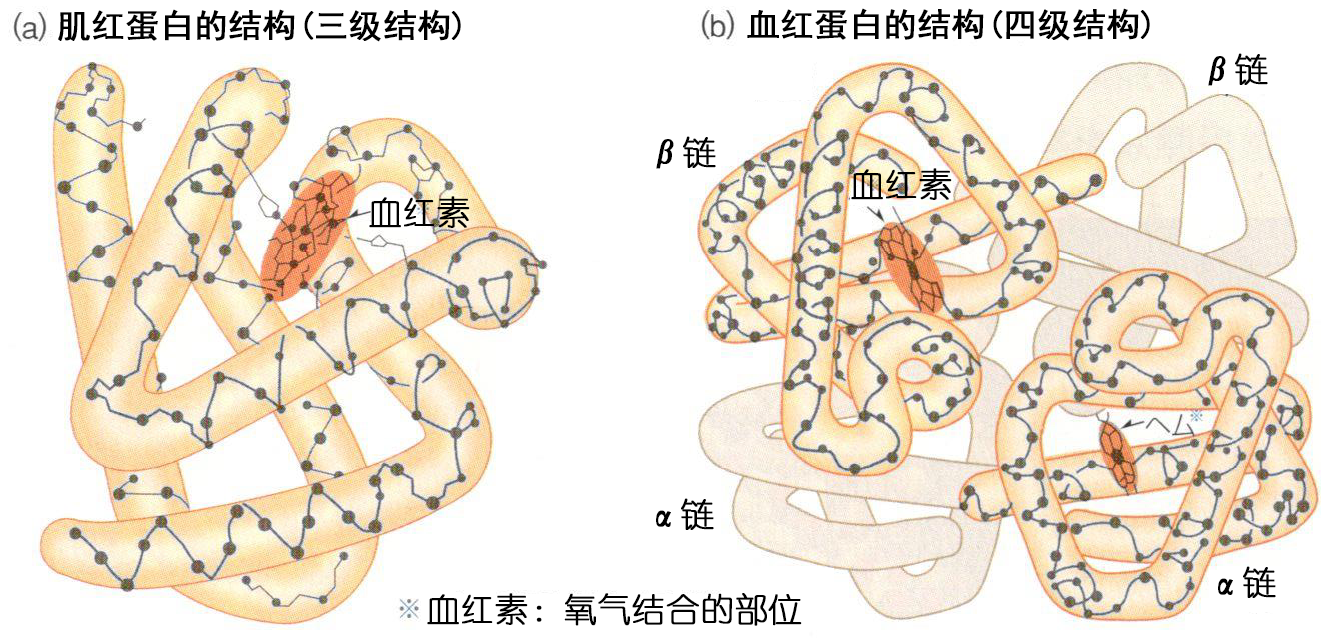 (a) 肌红蛋白的结构(三级结构)
(b) 血红蛋白的结构(四级结构)
β 链
β 链
血红素
血红素
ヘム※
α 链
α 链
※血红素：氧气结合的部位